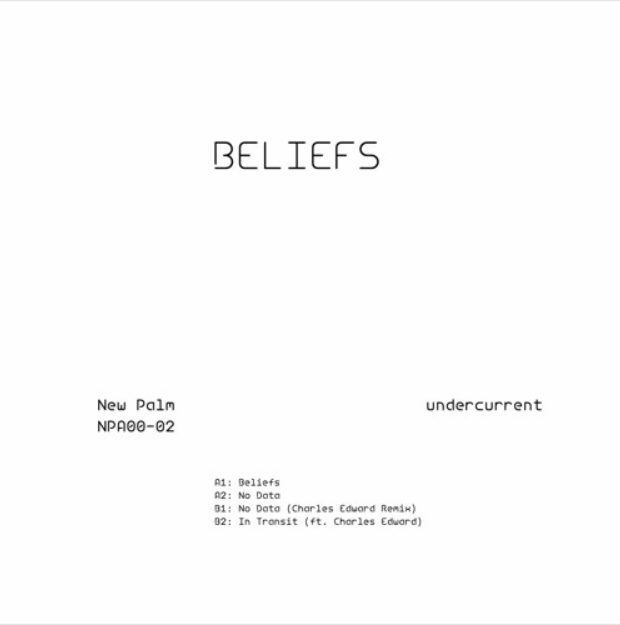 BELIEFS
New Palm
undercurrent
NPA00-02
A1: Beliefs
A2: No Data
B1: No Data (Charles Edward Remix)
B2: In Transit (ft. Charles Edward)